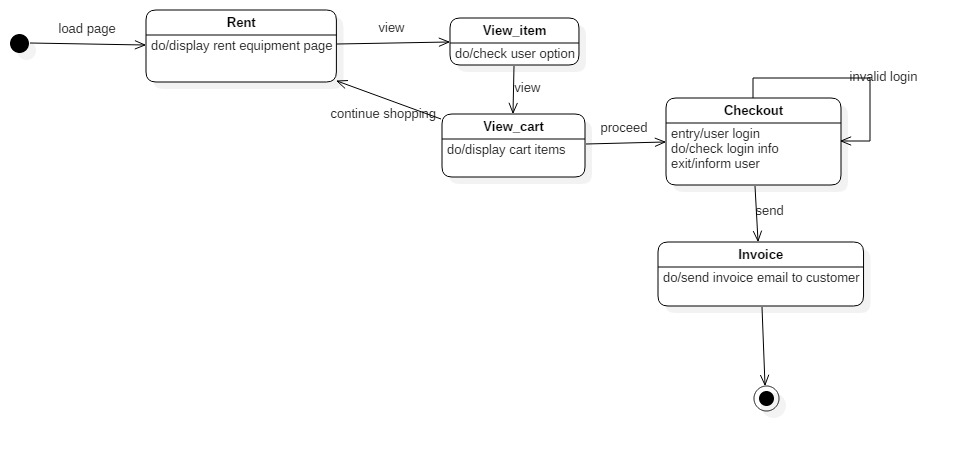 load page
Rent
do/display rent equipment page
view
View_item
do/check user option
view
continue shopping
View_cart
do/display cart items
proceed
invalid login
Checkout
entry/user login
do/check login info
exit/inform user
send
Invoice
do/send invoice email to customer